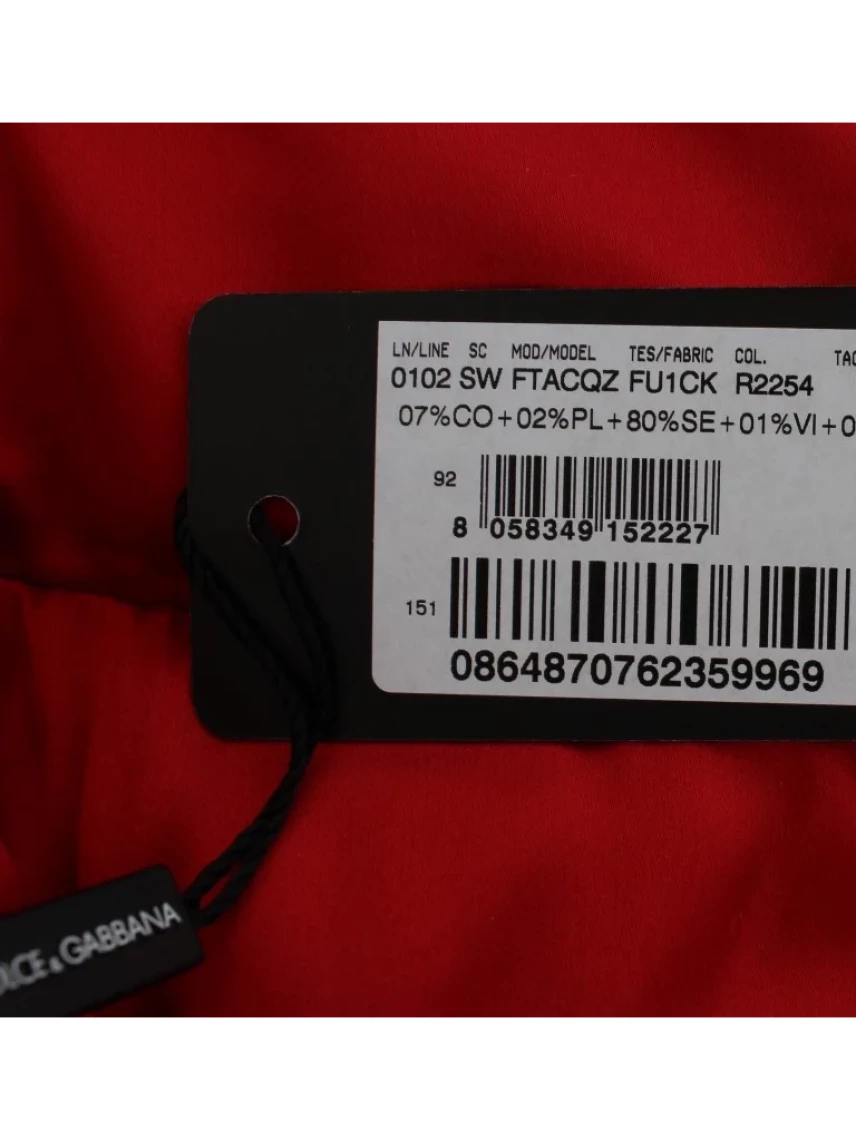 LN/LINE SC MOD/MODEL TES/FABRIC COL.
0102 SW FTACQZ FU1CK R2254
07%CO+02%PL+80%SE+01%VI+0
92
8 058349 152227
151
0864870762359969
& GABBANA